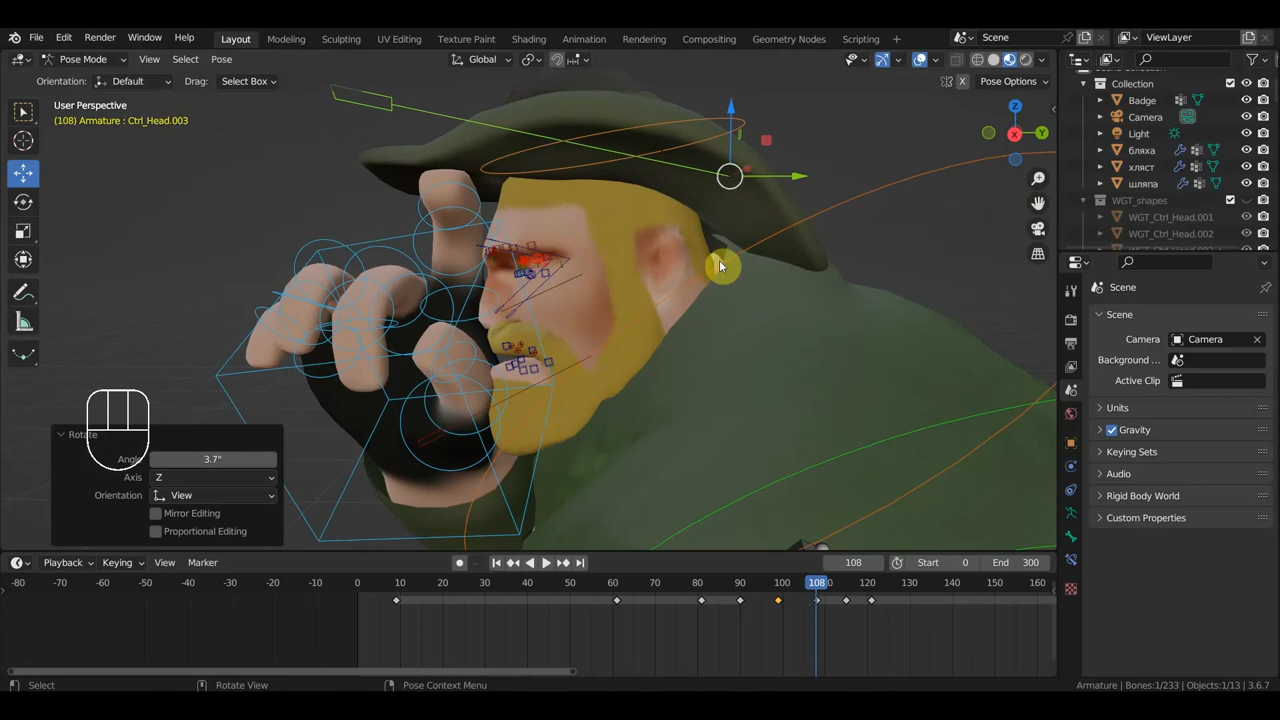 File Edit Render Window Help Layout Modeling Sculpting UV Editing Texture Paint Shading Animation Rendering Compositing Geometry Nodes Scripting + Scene ViewLayer
Pose Mode View Select Pose Global
Orientation: Default Drag: Select Box X Pose Options
User Perspective
(108) Armature : Ctrl_Head.003
Z
Y
X
Collection
Badge
Camera
Light
бляха
хляст
шляпа
WGT_shapes
WGT_Ctrl_Head.001
WGT_Ctrl_Head.002
Scene
Scene
Camera Camera
Background ...
Active Clip
Units
Gravity
Keying Sets
Audio
Rigid Body World
Custom Properties
Rotate
Angle 3.7°
Axis Z
Orientation View
Mirror Editing
Proportional Editing
Playback Keying View Marker 108 Start 0 End 300
-80 -70 -60 -50 -40 -30 -20 -10 0 10 20 30 40 50 60 70 80 90 100 108 120 130 140 150 160
Select Rotate View Pose Context Menu Armature | Bones:1/233 | Objects:1/13 | 3.6.7